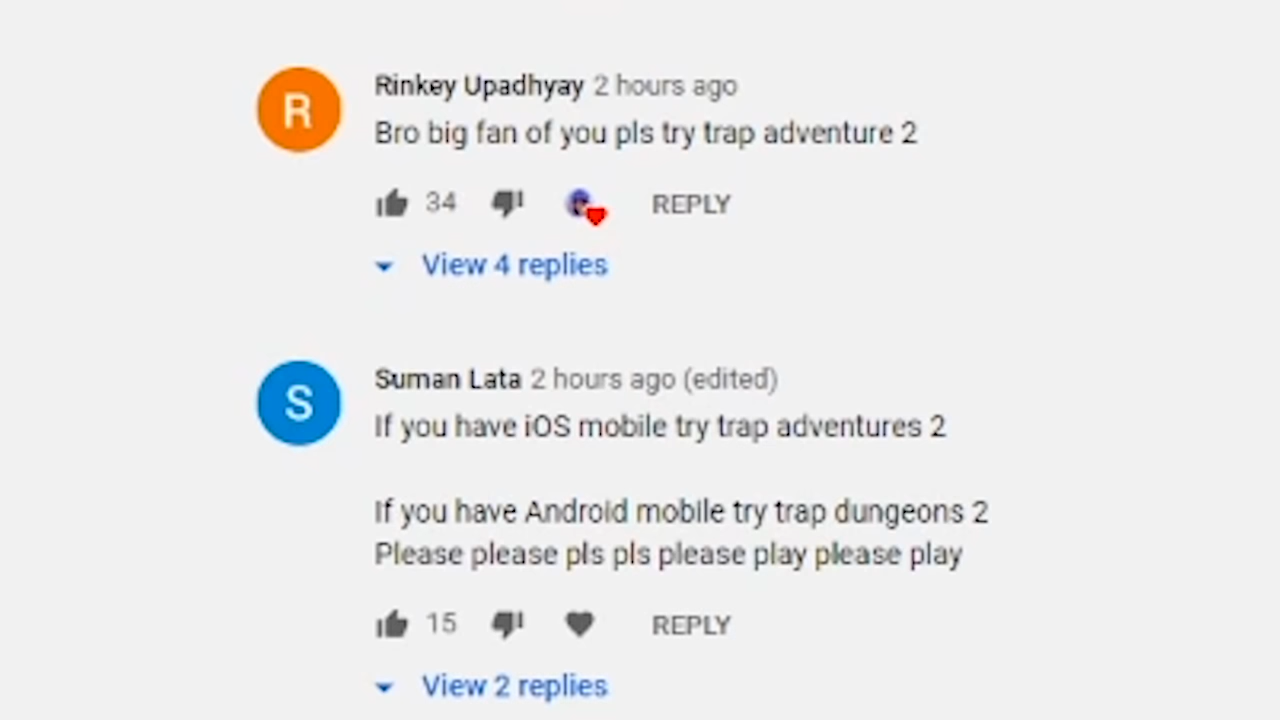 R
Rinkey Upadhyay 2 hours ago
Bro big fan of you pls try trap adventure 2
34 REPLY
View 4 replies
S
Suman Lata 2 hours ago (edited)
If you have iOS mobile try trap adventures 2
If you have Android mobile try trap dungeons 2
Please please pls pls please play please play
15 REPLY
View 2 replies